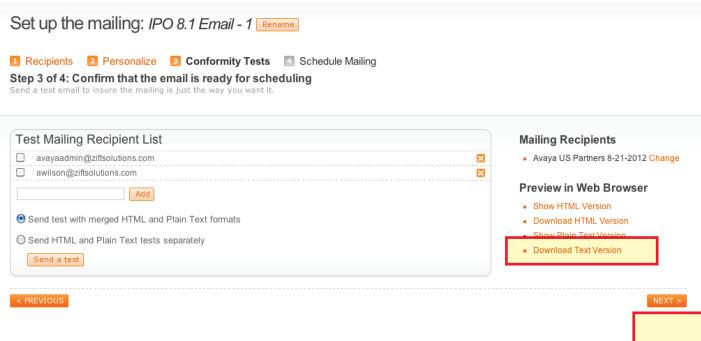 Set up the mailing: IPO 8.1 Email - 1 Rename
1 Recipients 2 Personalize 3 Conformity Tests 4 Schedule Mailing
Step 3 of 4: Confirm that the email is ready for scheduling
Send a test email to insure the mailing is just the way you want it.
Test Mailing Recipient List
avayaadmin@ziftsolutions.com
awilson@ziftsolutions.com
Add
Send test with merged HTML and Plain Text formats
Send HTML and Plain Text tests separately
Send a test
Mailing Recipients
Avaya US Partners 8-21-2012 Change
Preview in Web Browser
Show HTML Version
Download HTML Version
Show Plain Text Version
Download Text Version
< PREVIOUS
NEXT >